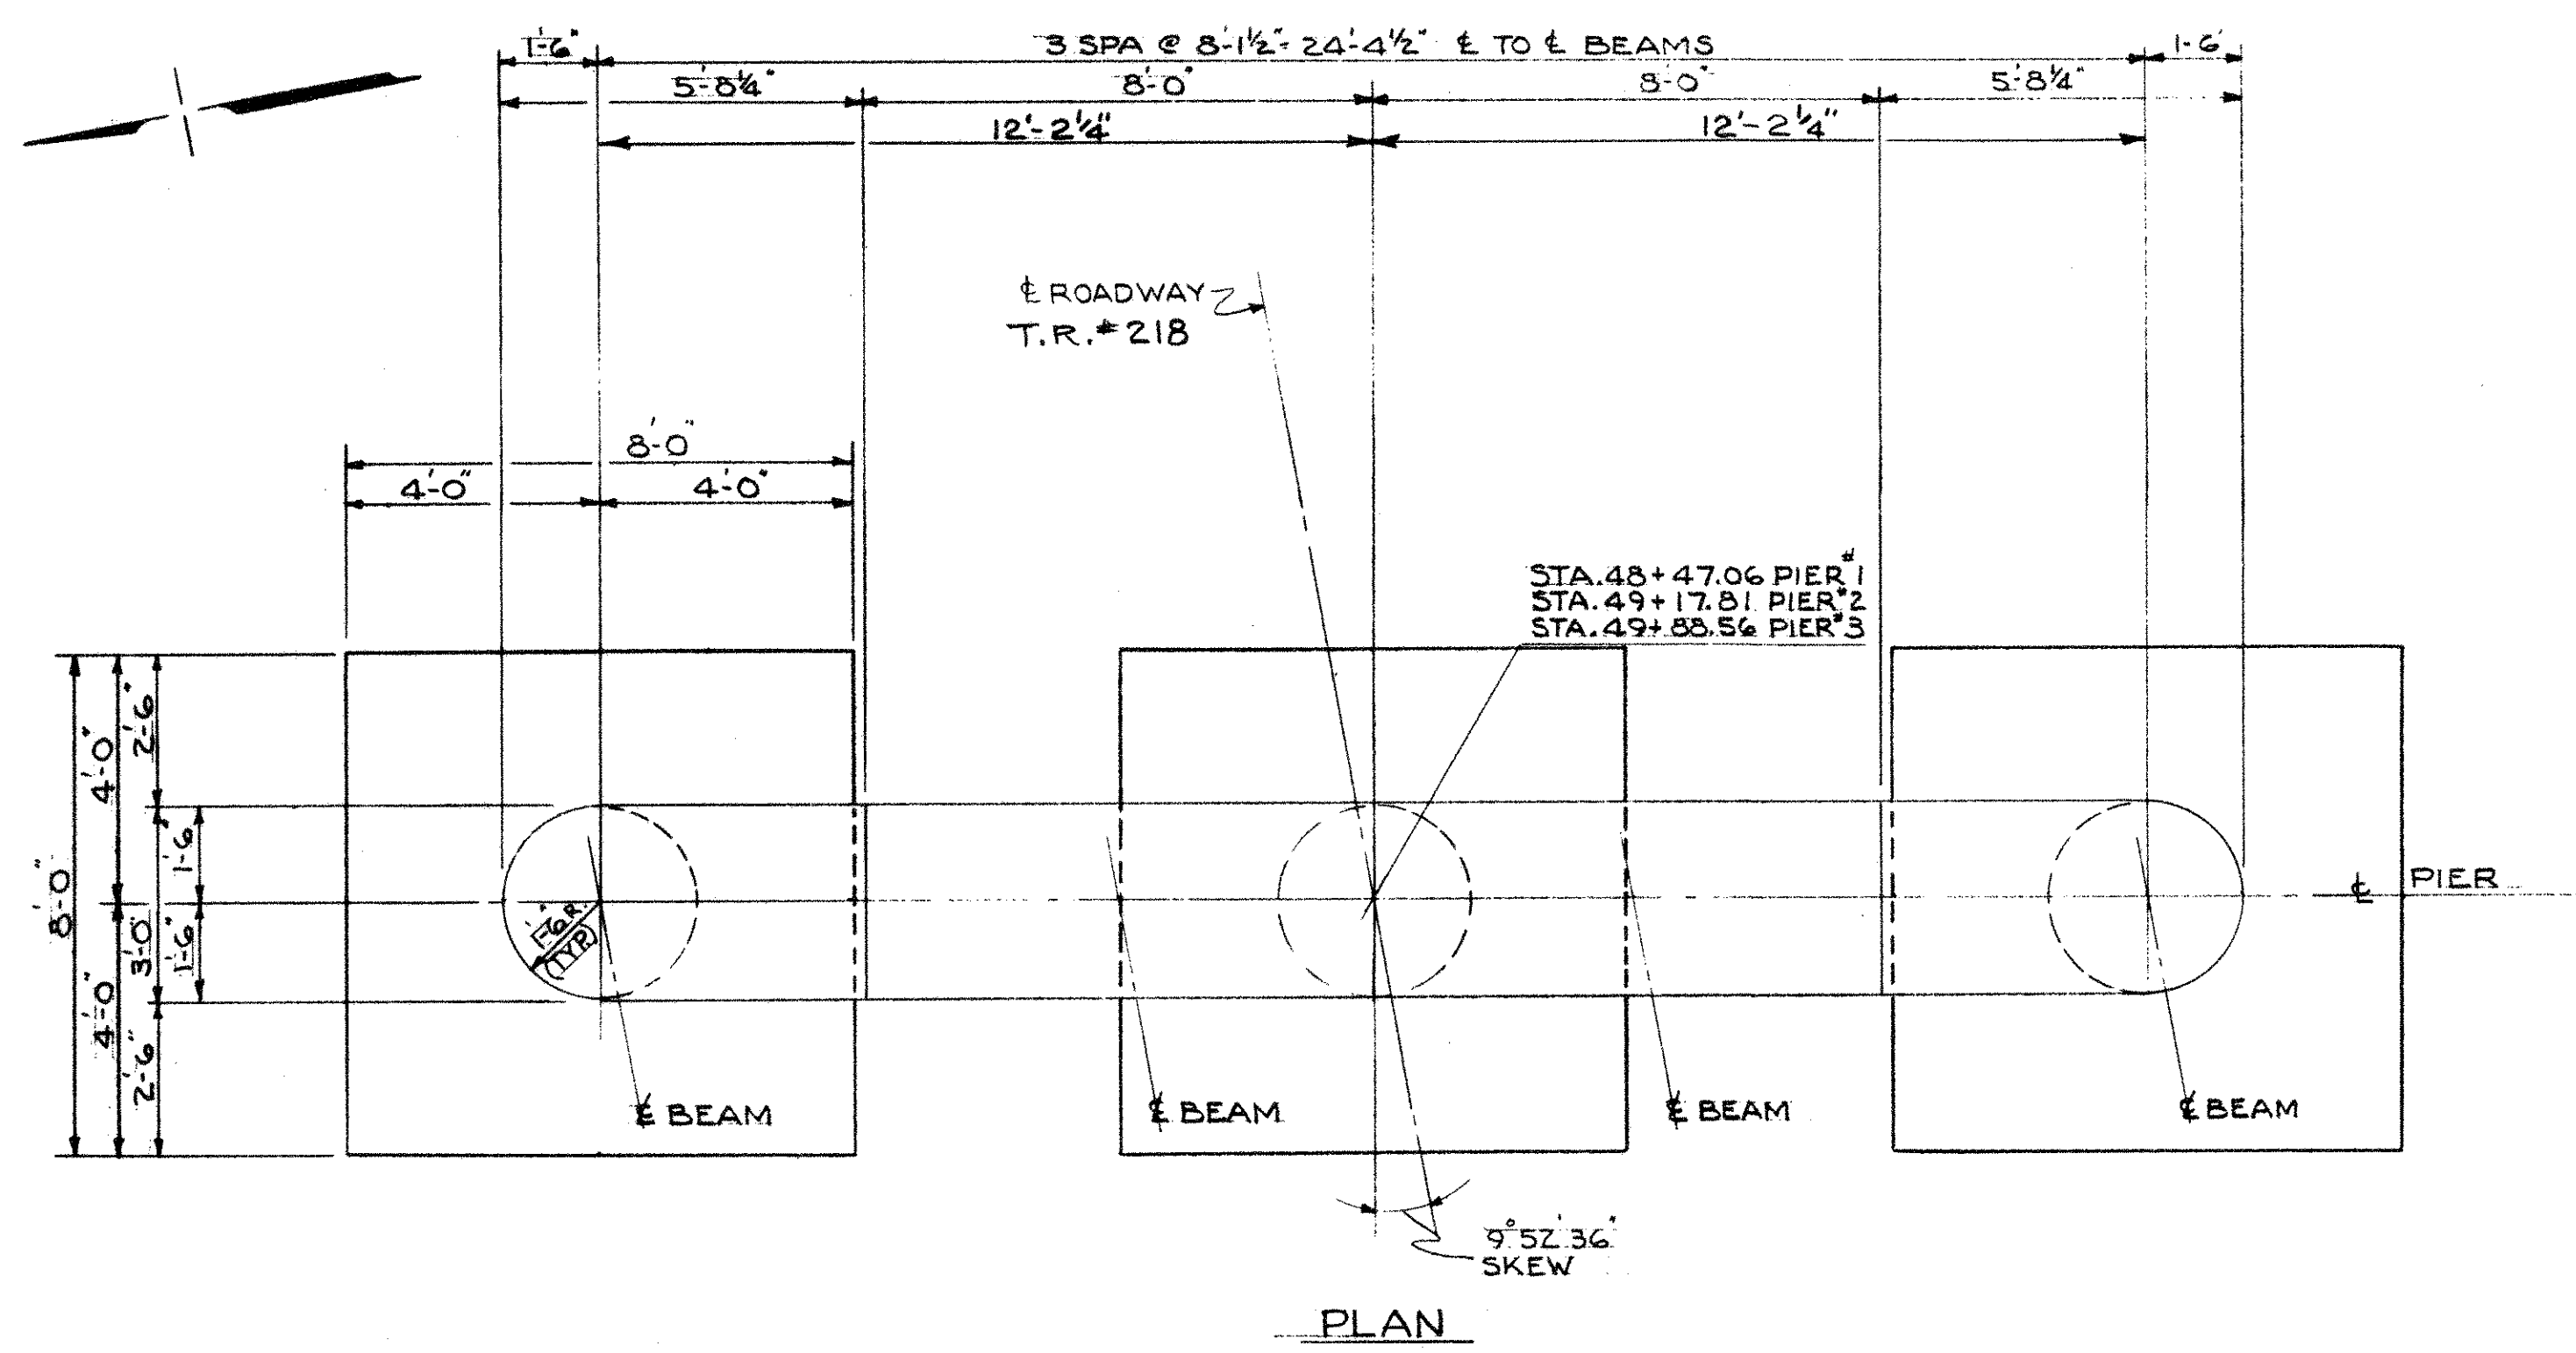 1'-6"
3 SPA @ 8'-1½"= 24'-4½" ℄ TO ℄ BEAMS
1-6'
5'-8¼"
8'-0"
8'-0"
5'-8¼"
12'-2¼"
12'-2¼"
℄ ROADWAY
T.R.#218
8'-0"
4'-0"
4'-0"
STA.48+47.06 PIER#1
STA.49+17.81 PIER#2
STA.49+88.56 PIER#3
8'-0"
4'-0"
4'-0"
2'-6"
3'-0"
2'-6"
1'-6"
1'-6"
1'-6"R.
(TYP.)
℄ PIER
℄ BEAM
℄ BEAM
℄ BEAM
℄ BEAM
9°52'36"
SKEW
PLAN